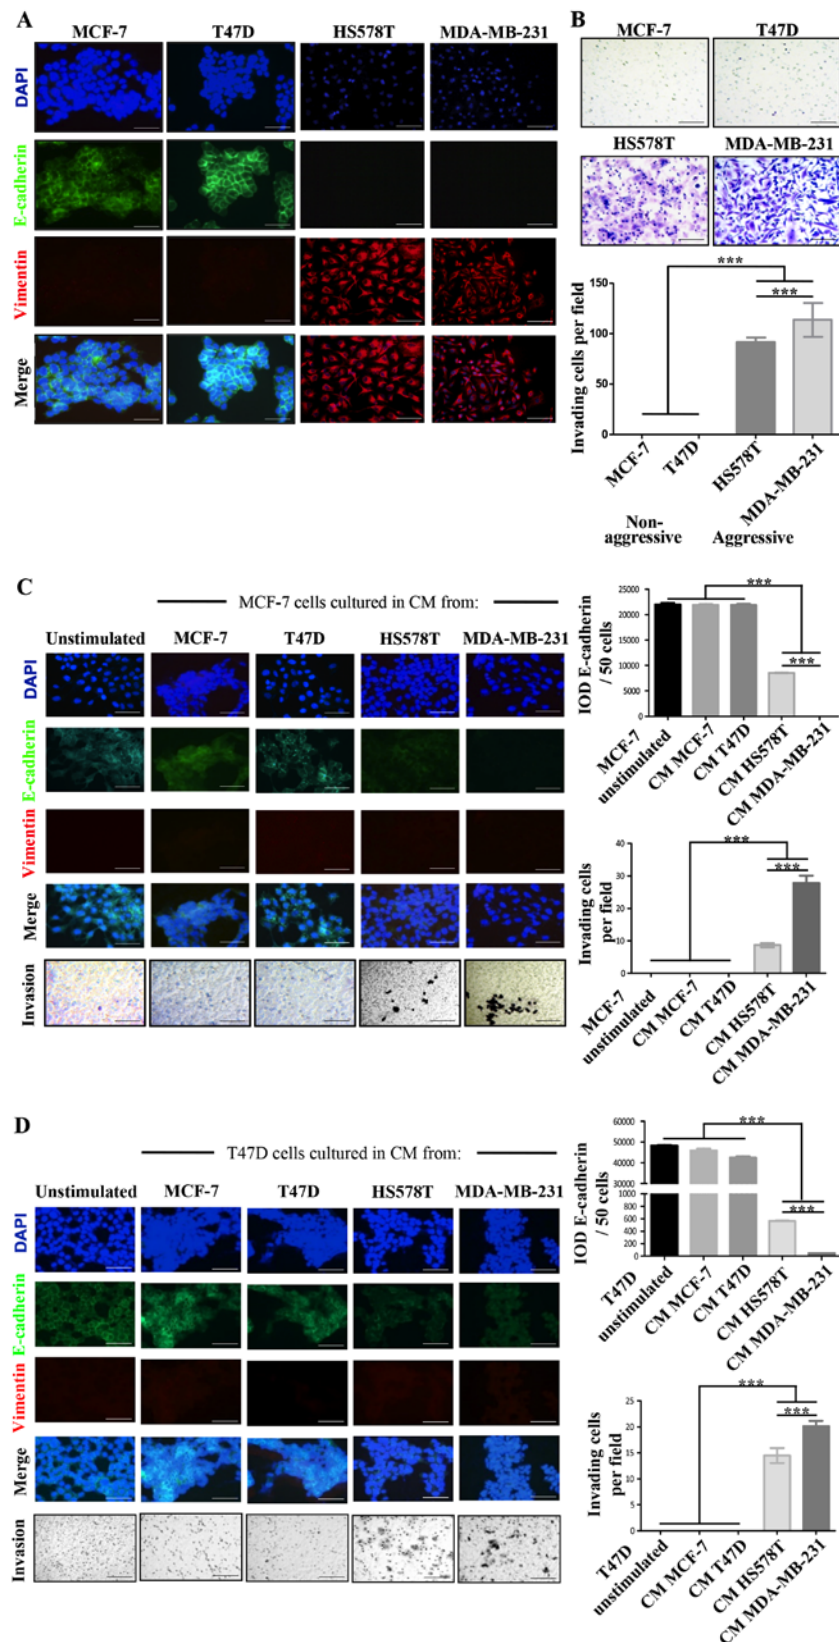 A
MCF-7 T47D HS578T MDA-MB-231
DAPI
E-cadherin
Vimentin
Merge
B
MCF-7 T47D
HS578T MDA-MB-231
Invading cells per field
150
100
50
0
***
***
MCF-7 T47D HS578T MDA-MB-231
Non-aggressive Aggressive
C
MCF-7 cells cultured in CM from:
Unstimulated MCF-7 T47D HS578T MDA-MB-231
DAPI
E-cadherin
Vimentin
Merge
Invasion
IOD E-cadherin / 50 cells
25000
20000
15000
10000
5000
0
***
***
MCF-7 unstimulated CM MCF-7 CM T47D CM HS578T CM MDA-MB-231
Invading cells per field
40
30
20
10
0
***
***
MCF-7 unstimulated CM MCF-7 CM T47D CM HS578T CM MDA-MB-231
D
T47D cells cultured in CM from:
Unstimulated MCF-7 T47D HS578T MDA-MB-231
DAPI
E-cadherin
Vimentin
Merge
Invasion
IOD E-cadherin / 50 cells
60000
50000
40000
30000
1000
800
600
400
200
0
***
***
T47D unstimulated CM MCF-7 CM T47D CM HS578T CM MDA-MB-231
Invading cells per field
25
20
15
10
5
0
***
***
T47D unstimulated CM MCF-7 CM T47D CM HS578T CM MDA-MB-231